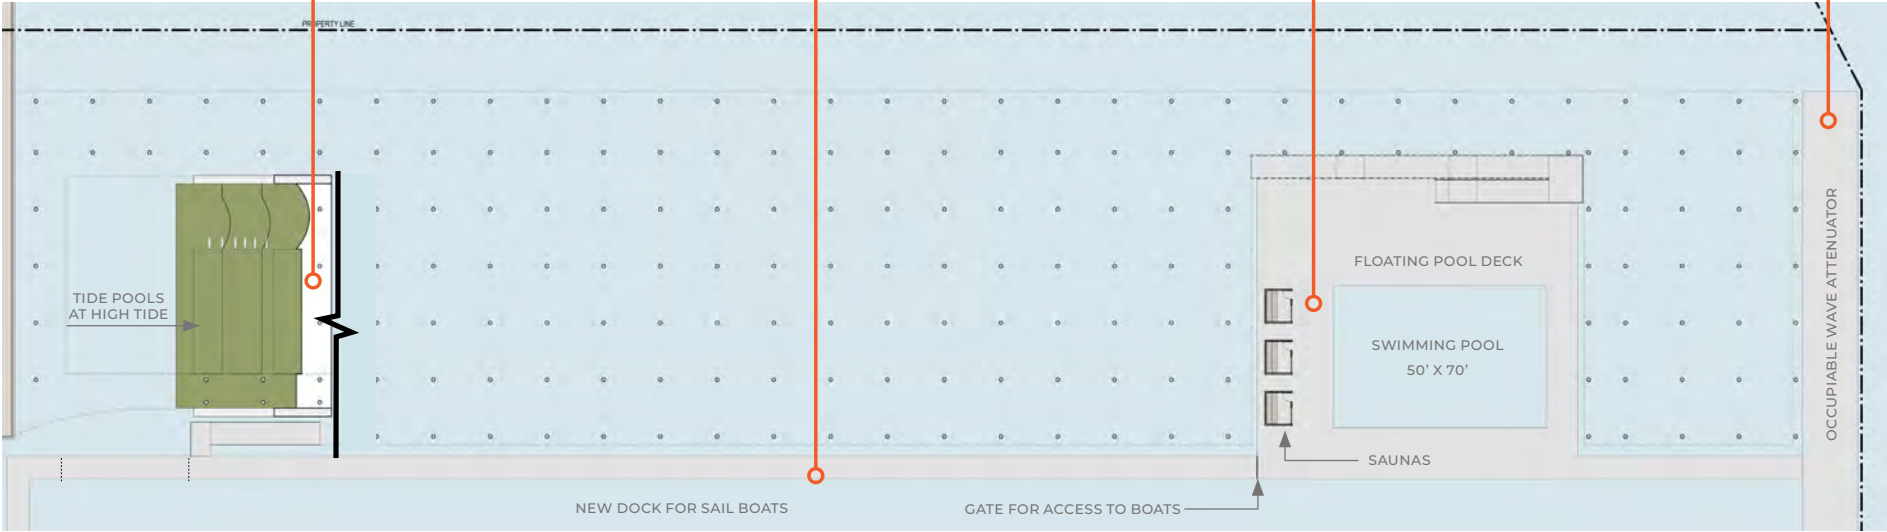 PROPERTY LINE
TIDE POOLS
AT HIGH TIDE
FLOATING POOL DECK
SWIMMING POOL
50’ X 70’
SAUNAS
OCCUPIABLE WAVE ATTENUATOR
NEW DOCK FOR SAIL BOATS
GATE FOR ACCESS TO BOATS